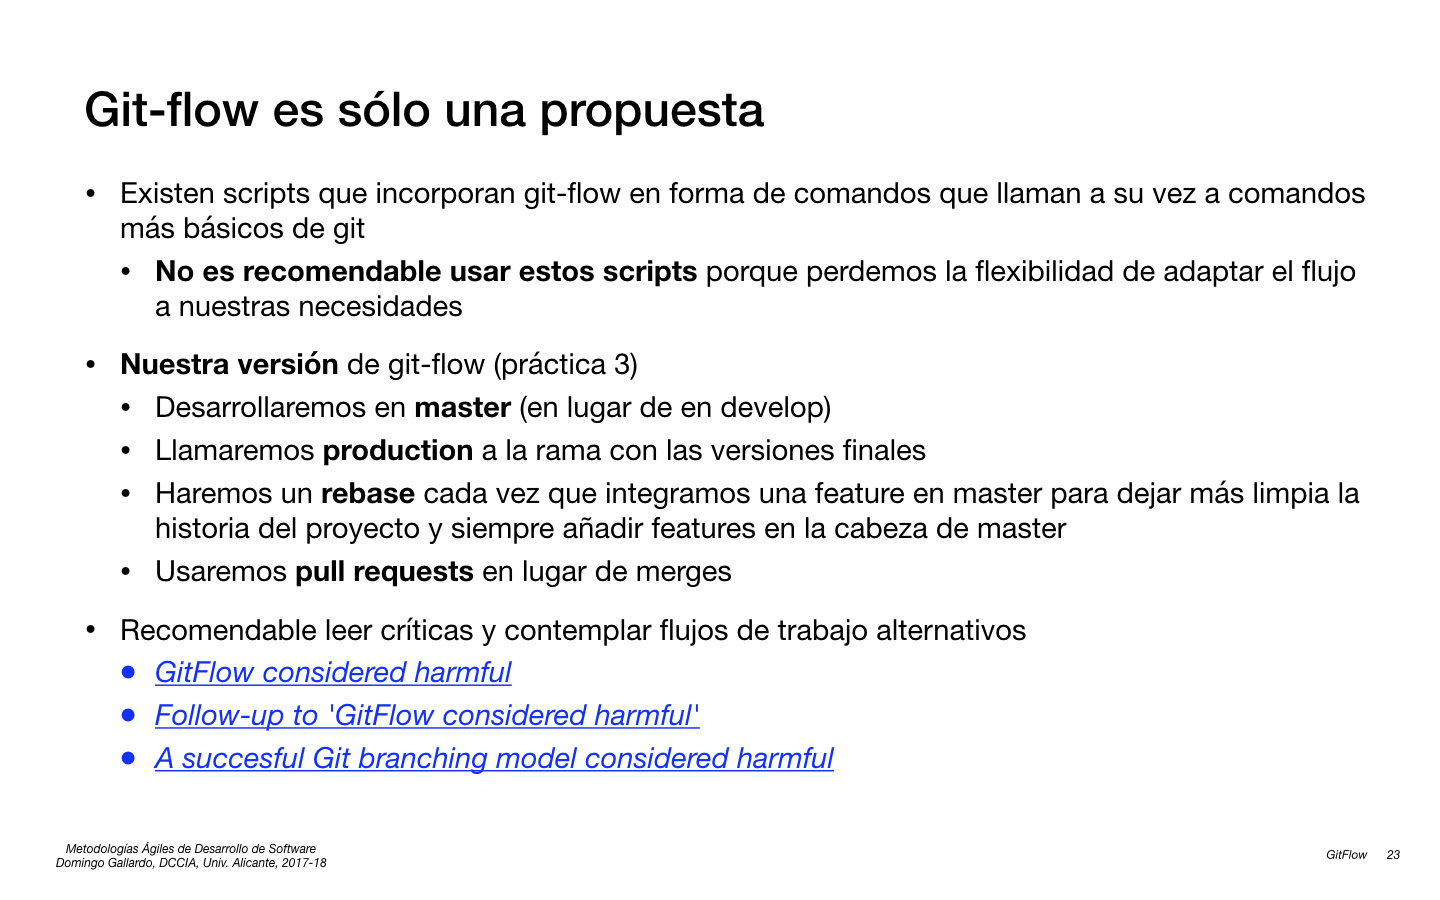 Git-flow es sólo una propuesta
• Existen scripts que incorporan git-flow en forma de comandos que llaman a su vez a comandos
más básicos de git
• No es recomendable usar estos scripts porque perdemos la flexibilidad de adaptar el flujo
a nuestras necesidades
• Nuestra versión de git-flow (práctica 3)
• Desarrollaremos en master (en lugar de en develop)
• Llamaremos production a la rama con las versiones finales
• Haremos un rebase cada vez que integramos una feature en master para dejar más limpia la
historia del proyecto y siempre añadir features en la cabeza de master
• Usaremos pull requests en lugar de merges
• Recomendable leer críticas y contemplar flujos de trabajo alternativos
• GitFlow considered harmful
• Follow-up to 'GitFlow considered harmful'
• A succesful Git branching model considered harmful
Metodologías Ágiles de Desarrollo de Software
Domingo Gallardo, DCCIA, Univ. Alicante, 2017-18
GitFlow 23